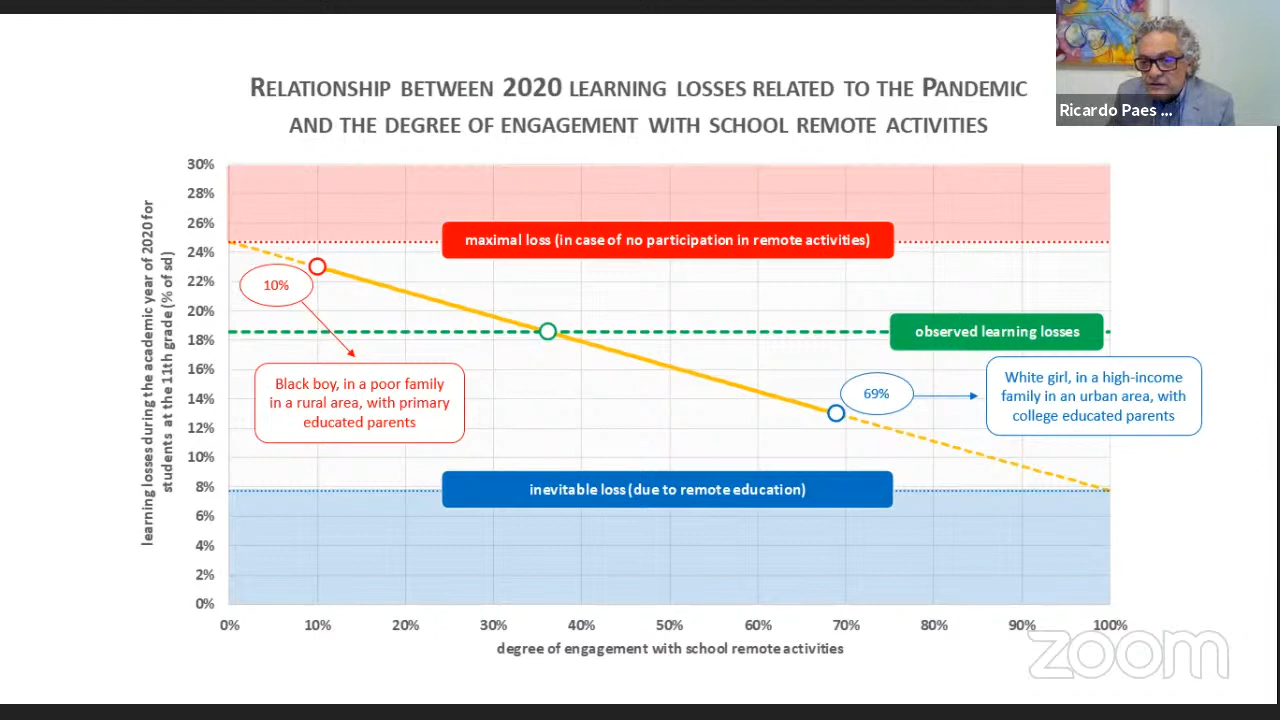 RELATIONSHIP BETWEEN 2020 LEARNING LOSSES RELATED TO THE PANDEMIC
AND THE DEGREE OF ENGAGEMENT WITH SCHOOL REMOTE ACTIVITIES
Ricardo Paes ...
learning losses during the academic year of 2020 for
students at the 11th grade (% of sd)
30%
28%
26%
24%
22%
20%
18%
16%
14%
12%
10%
8%
6%
4%
2%
0%
maximal loss (in case of no participation in remote activities)
10%
observed learning losses
Black boy, in a poor family
in a rural area, with primary
educated parents
69%
White girl, in a high-income
family in an urban area, with
college educated parents
inevitable loss (due to remote education)
0% 10% 20% 30% 40% 50% 60% 70% 80% 90% 100%
degree of engagement with school remote activities
zoom